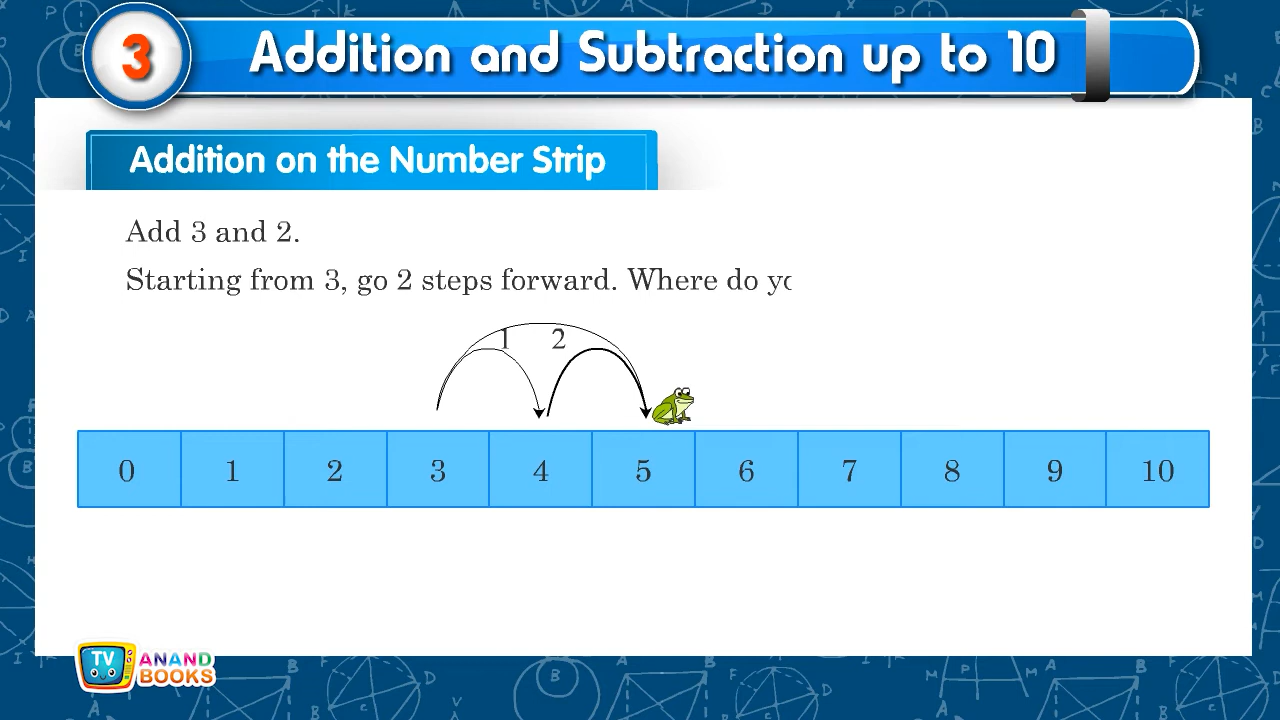 3
Addition and Subtraction up to 10
Addition on the Number Strip
Add 3 and 2.
Starting from 3, go 2 steps forward. Where do
1 2
0 1 2 3 4 5 6 7 8 9 10
TV
ANAND
BOOKS